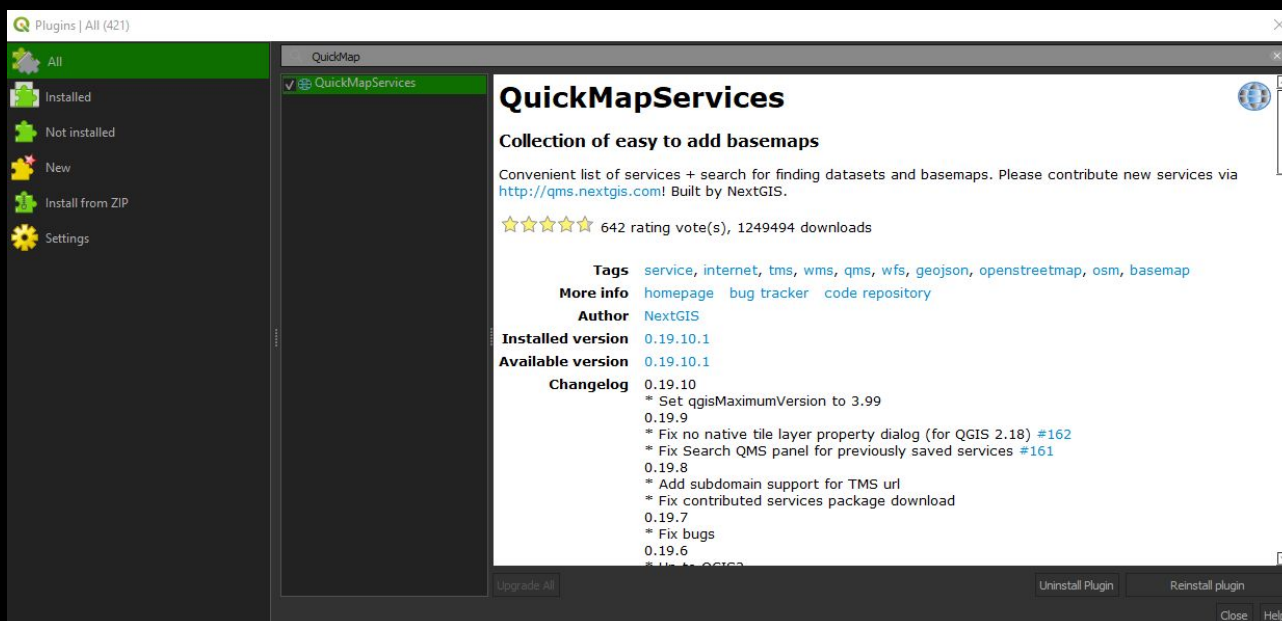 Plugins | All (421)
All
Installed
Not installed
New
Install from ZIP
Settings
QuickMap
QuickMapServices
QuickMapServices
Collection of easy to add basemaps
Convenient list of services + search for finding datasets and basemaps. Please contribute new services via
http://qms.nextgis.com! Built by NextGIS.
642 rating vote(s), 1249494 downloads
Tags service, internet, tms, wms, qms, wfs, geojson, openstreetmap, osm, basemap
More info homepage bug tracker code repository
Author NextGIS
Installed version 0.19.10.1
Available version 0.19.10.1
Changelog 0.19.10
* Set qgisMaximumVersion to 3.99
0.19.9
* Fix no native tile layer property dialog (for QGIS 2.18) #162
* Fix Search QMS panel for previously saved services #161
0.19.8
* Add subdomain support for TMS url
* Fix contributed services package download
0.19.7
* Fix bugs
0.19.6
Upgrade All
Uninstall Plugin
Reinstall plugin
Close
Help